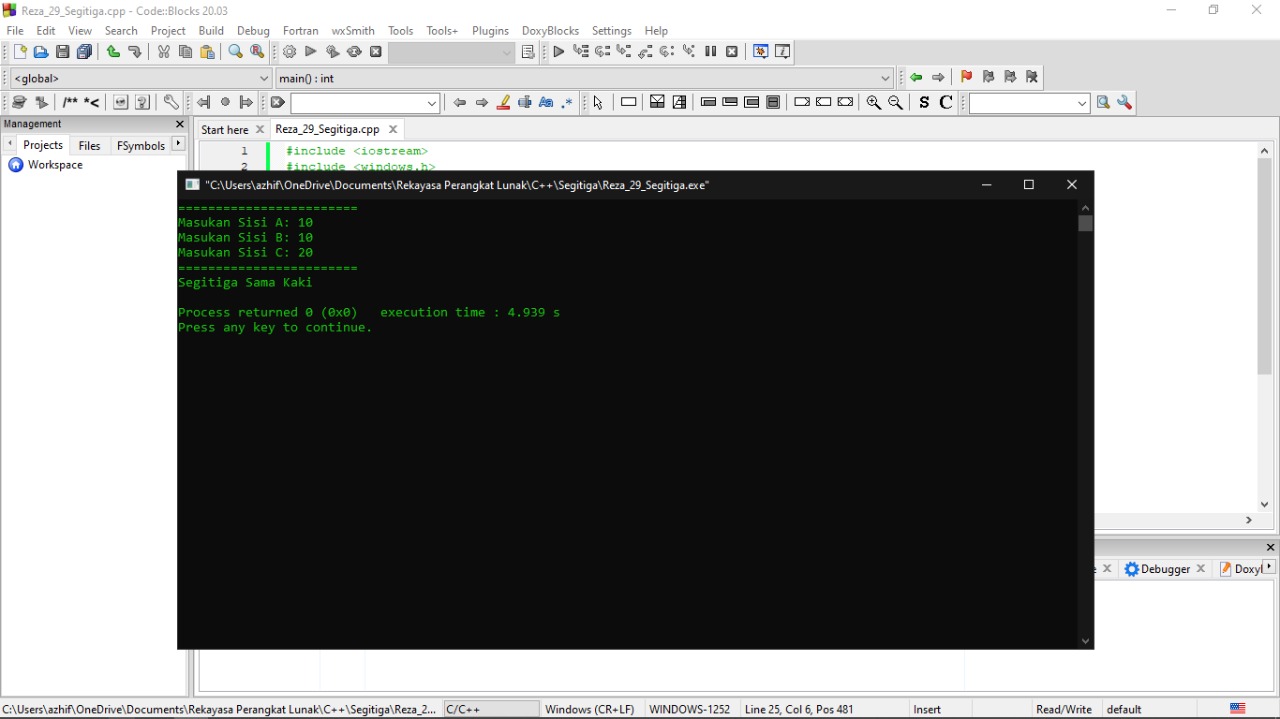 Reza_29_Segitiga.cpp - Code::Blocks 20.03
File Edit View Search Project Build Debug Fortran wxSmith Tools Tools+ Plugins DoxyBlocks Settings Help
<global> main() : int
/** *<
S C
Management
Projects Files FSymbols
Workspace
Start here Reza_29_Segitiga.cpp
1 #include <iostream>
2 #include <windows.h>
"C:\Users\azhif\OneDrive\Documents\Rekayasa Perangkat Lunak\C++\Segitiga\Reza_29_Segitiga.exe"
========================
Masukan Sisi A: 10
Masukan Sisi B: 10
Masukan Sisi C: 20
========================
Segitiga Sama Kaki
Process returned 0 (0x0) execution time : 4.939 s
Press any key to continue.
Debugger Doxyl
C:\Users\azhif\OneDrive\Documents\Rekayasa Perangkat Lunak\C++\Segitiga\Reza_2... C/C++ Windows (CR+LF) WINDOWS-1252 Line 25, Col 6, Pos 481 Insert Read/Write default